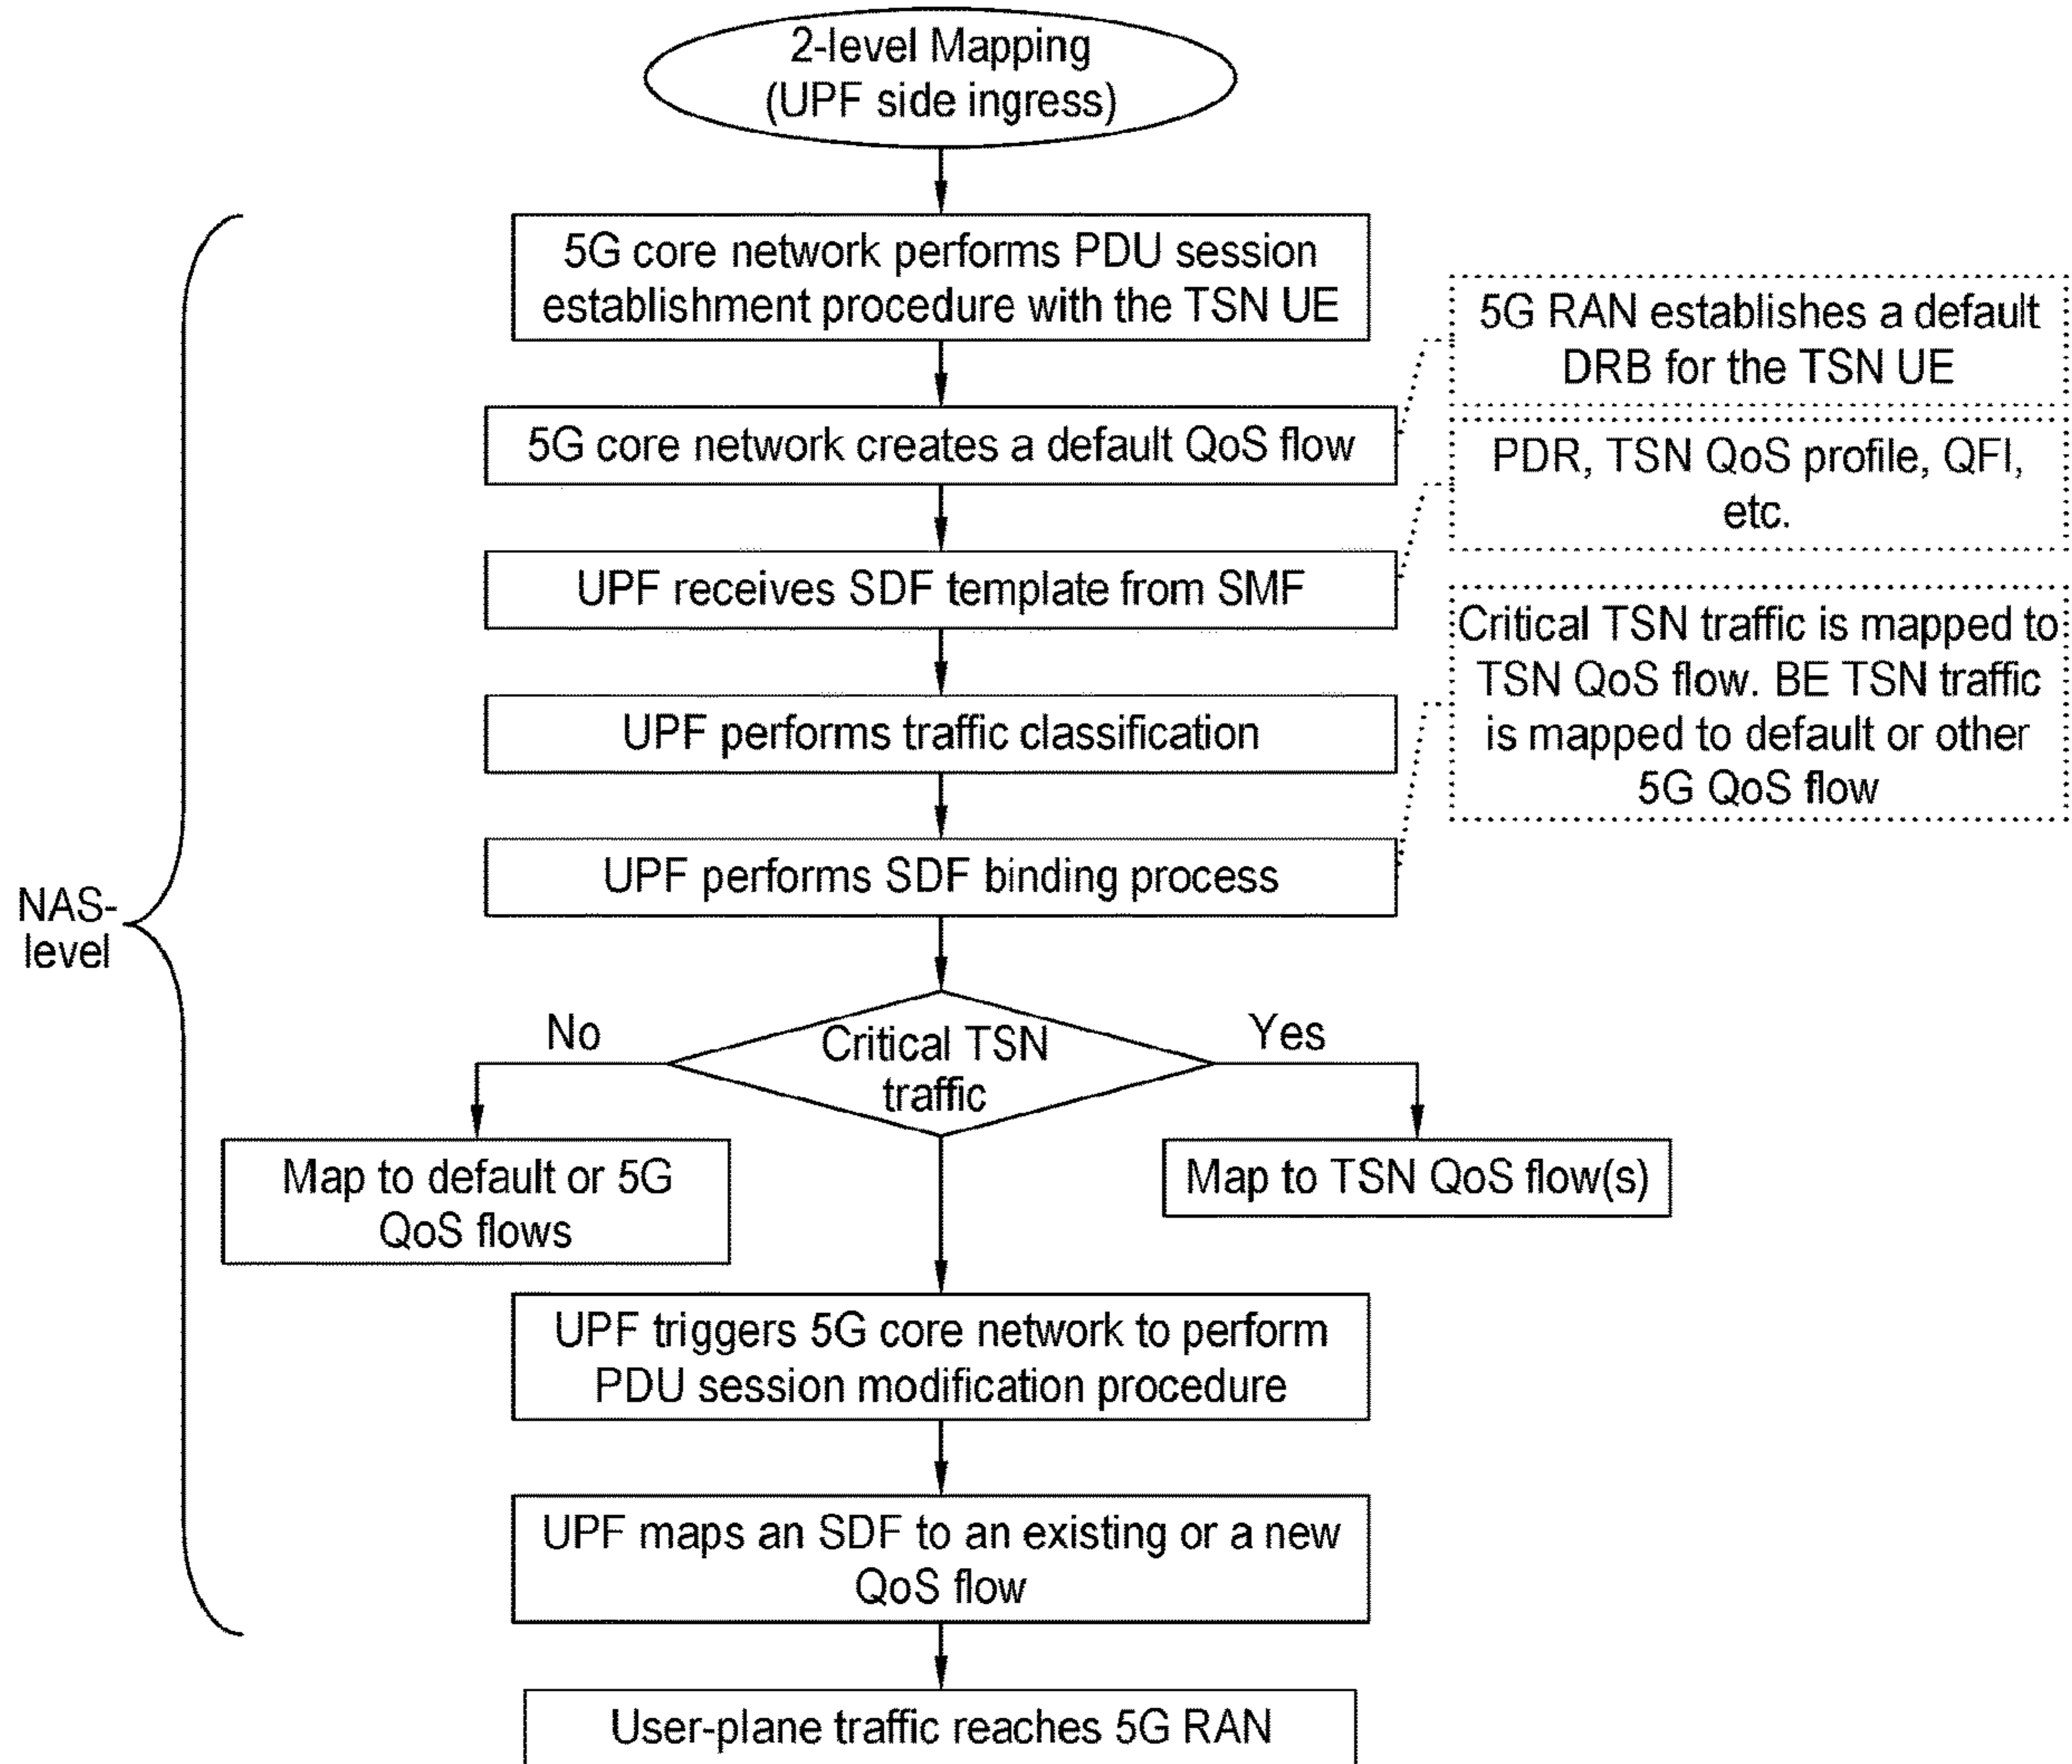 2-level Mapping
(UPF side ingress)
5G core network performs PDU session
establishment procedure with the TSN UE
5G RAN establishes a default
DRB for the TSN UE
5G core network creates a default QoS flow
PDR, TSN QoS profile, QFI,
etc.
UPF receives SDF template from SMF
Critical TSN traffic is mapped to
TSN QoS flow. BE TSN traffic
is mapped to default or other
5G QoS flow
UPF performs traffic classification
UPF performs SDF binding process
NAS-
level
No
Critical TSN
traffic
Yes
Map to default or 5G
QoS flows
Map to TSN QoS flow(s)
UPF triggers 5G core network to perform
PDU session modification procedure
UPF maps an SDF to an existing or a new
QoS flow
User-plane traffic reaches 5G RAN